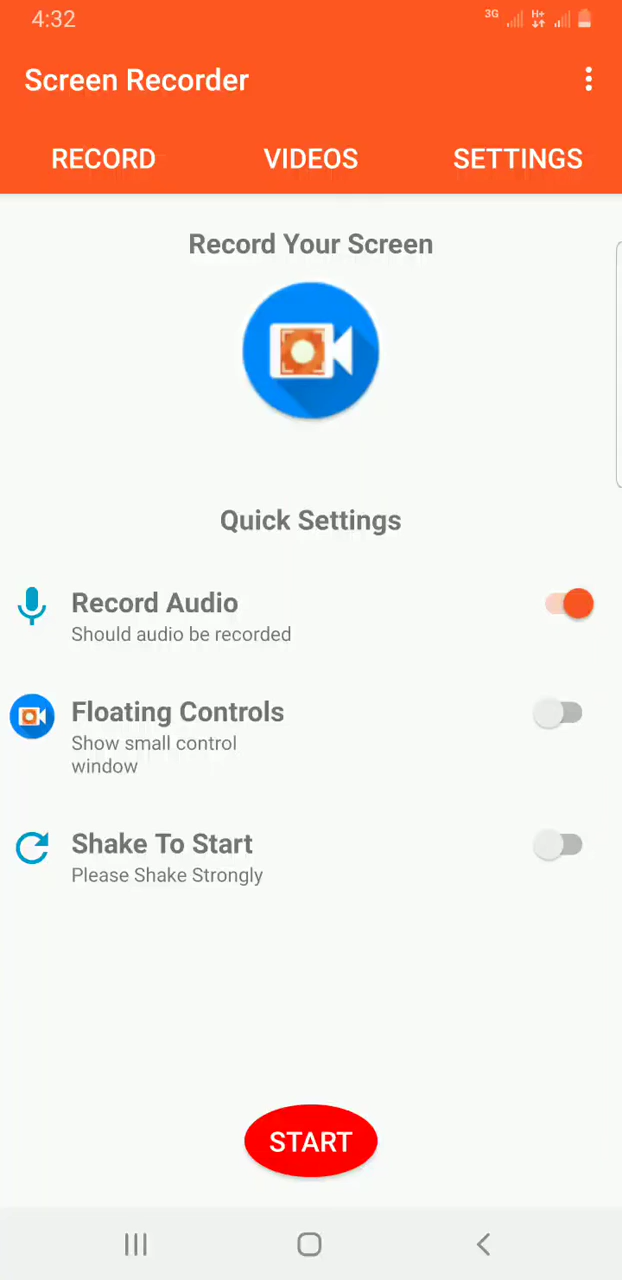 4:32
3G H+
Screen Recorder
RECORD VIDEOS SETTINGS
Record Your Screen
Quick Settings
Record Audio
Should audio be recorded
Floating Controls
Show small control
window
Shake To Start
Please Shake Strongly
START